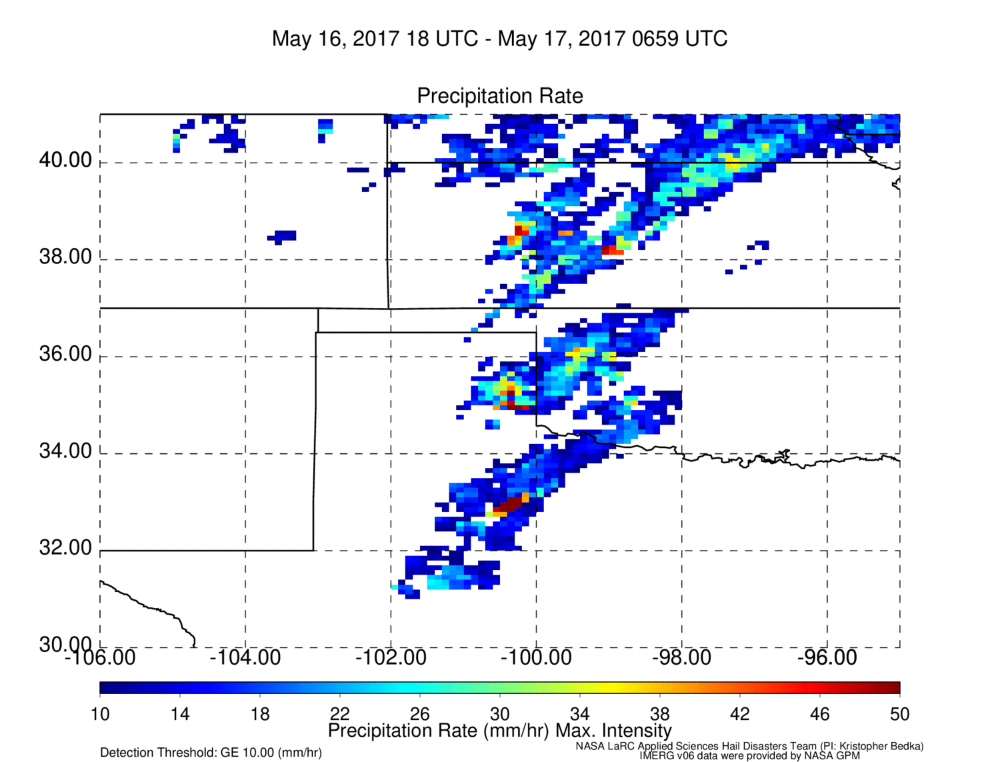 May 16, 2017 18 UTC - May 17, 2017 0659 UTC
Precipitation Rate
40.00
38.00
36.00
34.00
32.00
30.00
-106.00 -104.00 -102.00 -100.00 -98.00 -96.00
10 14 18 22 26 30 34 38 42 46 50
Precipitation Rate (mm/hr) Max. Intensity
NASA LaRC Applied Sciences Hail Disasters Team (PI: Kristopher Bedka)
Detection Threshold: GE 10.00 (mm/hr)
IMERG v06 data were provided by NASA GPM